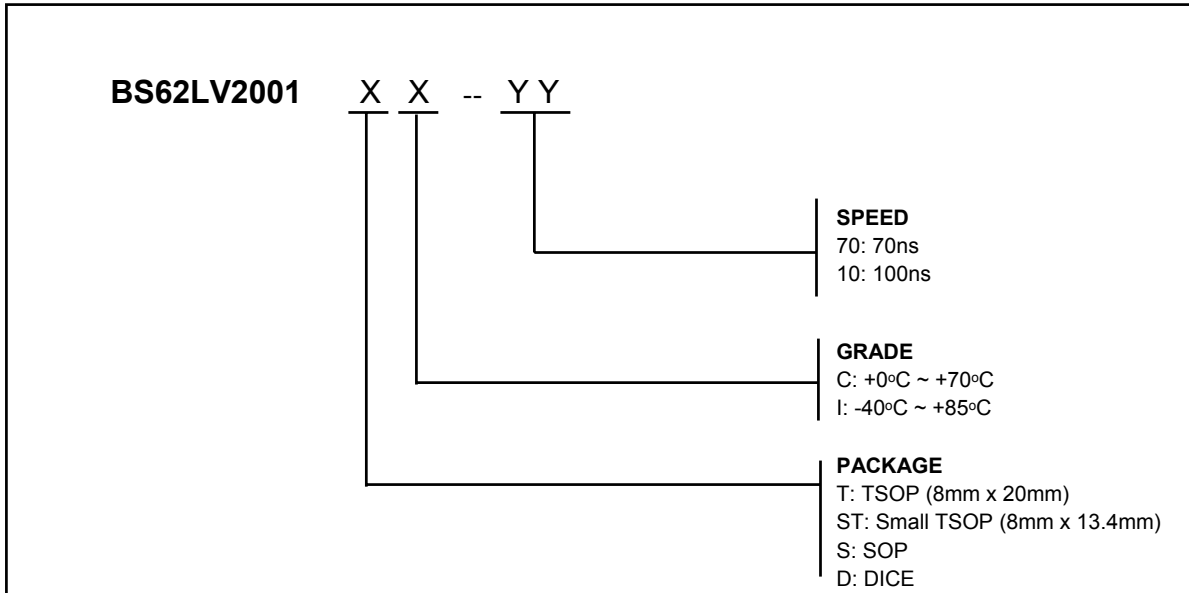 BS62LV2001 X X -- Y Y
SPEED
70: 70ns
10: 100ns
GRADE
C: +0oC ~ +70oC
I: -40oC ~ +85oC
PACKAGE
T: TSOP (8mm x 20mm)
ST: Small TSOP (8mm x 13.4mm)
S: SOP
D: DICE